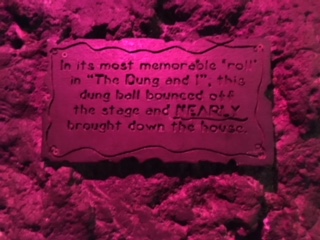 In its most memorable "roll"
in "The Dung and I", this
dung ball bounced off
the stage and NEARLY
brought down the house.